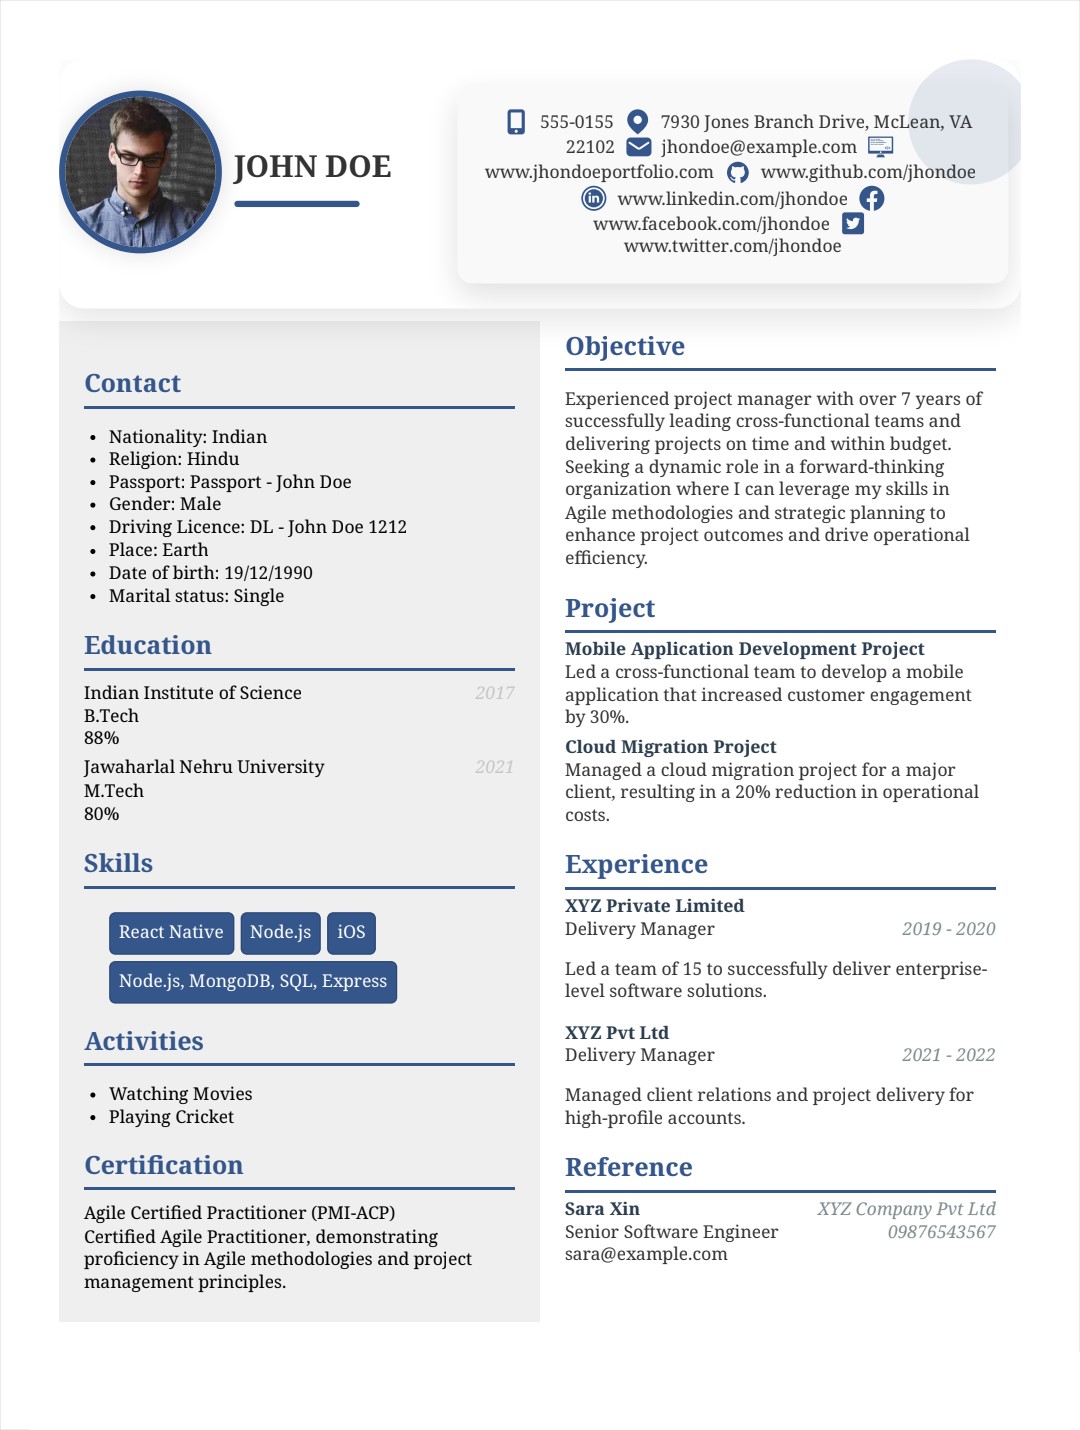 JOHN DOE
555-0155 7930 Jones Branch Drive, McLean, VA
22102 jhondoe@example.com
www.jhondoeportfolio.com www.github.com/jhondoe
www.linkedin.com/jhondoe
www.facebook.com/jhondoe
www.twitter.com/jhondoe
Contact
• Nationality: Indian
• Religion: Hindu
• Passport: Passport - John Doe
• Gender: Male
• Driving Licence: DL - John Doe 1212
• Place: Earth
• Date of birth: 19/12/1990
• Marital status: Single
Education
Indian Institute of Science 2017
B.Tech
88%
Jawaharlal Nehru University 2021
M.Tech
80%
Skills
React Native Node.js iOS
Node.js, MongoDB, SQL, Express
Activities
• Watching Movies
• Playing Cricket
Certification
Agile Certified Practitioner (PMI-ACP)
Certified Agile Practitioner, demonstrating
proficiency in Agile methodologies and project
management principles.
Objective
Experienced project manager with over 7 years of
successfully leading cross-functional teams and
delivering projects on time and within budget.
Seeking a dynamic role in a forward-thinking
organization where I can leverage my skills in
Agile methodologies and strategic planning to
enhance project outcomes and drive operational
efficiency.
Project
Mobile Application Development Project
Led a cross-functional team to develop a mobile
application that increased customer engagement
by 30%.
Cloud Migration Project
Managed a cloud migration project for a major
client, resulting in a 20% reduction in operational
costs.
Experience
XYZ Private Limited
Delivery Manager 2019 - 2020
Led a team of 15 to successfully deliver enterprise-
level software solutions.
XYZ Pvt Ltd
Delivery Manager 2021 - 2022
Managed client relations and project delivery for
high-profile accounts.
Reference
Sara Xin XYZ Company Pvt Ltd
Senior Software Engineer 09876543567
sara@example.com